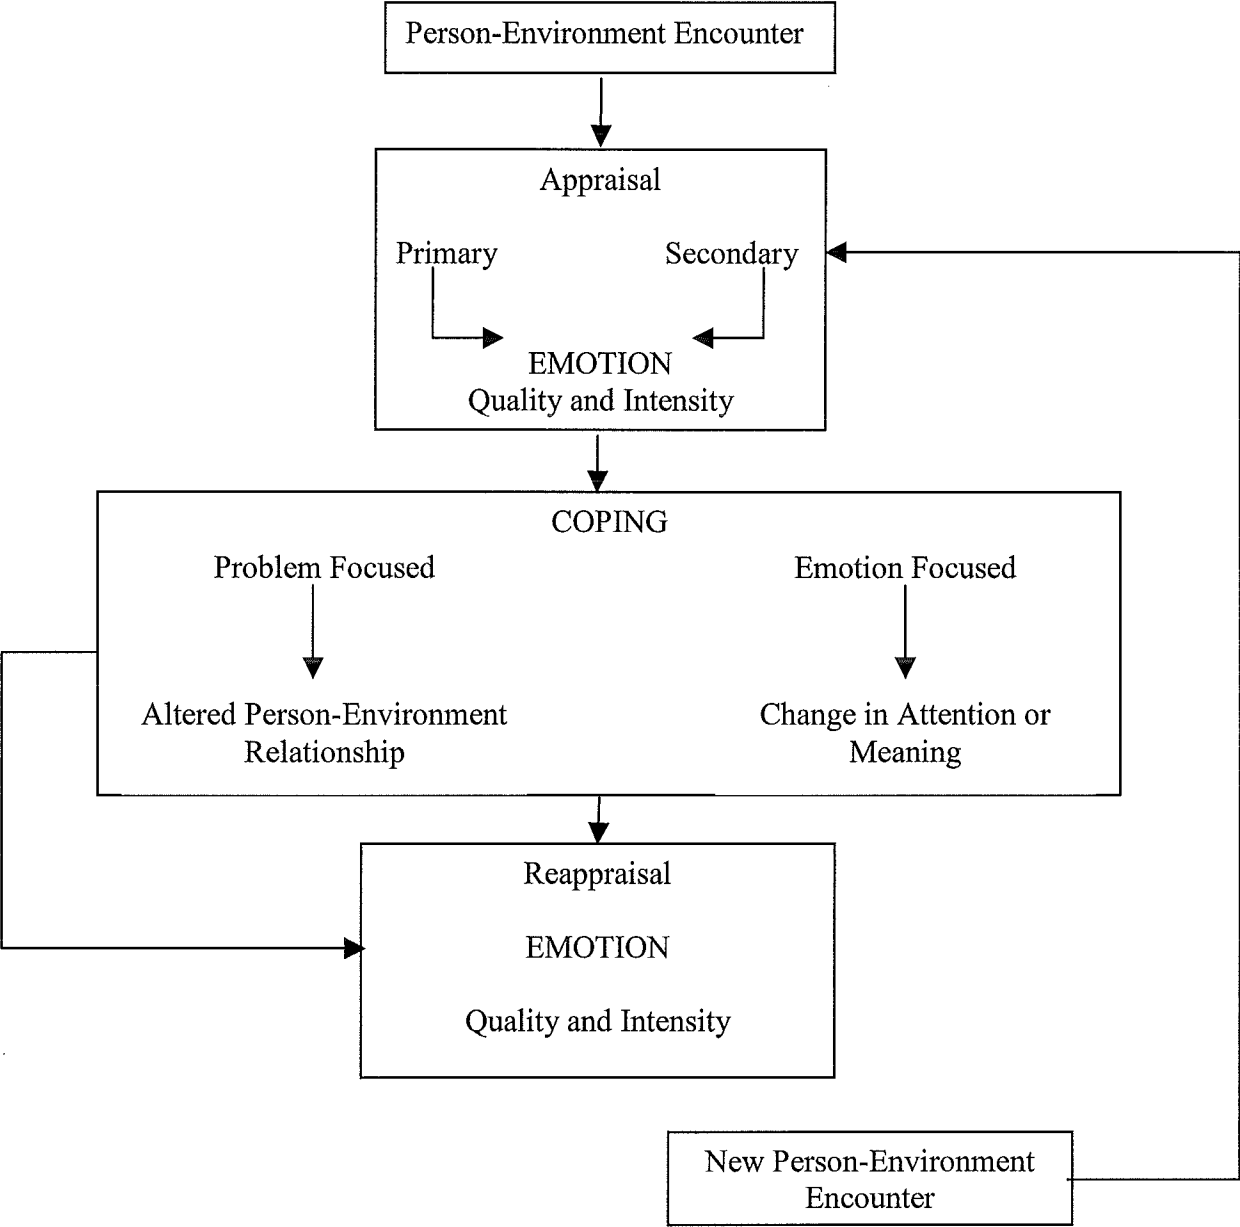 Person-Environment Encounter
Appraisal
Primary
Secondary
EMOTION
Quality and Intensity
COPING
Problem Focused
Emotion Focused
Altered Person-Environment
Relationship
Change in Attention or
Meaning
Reappraisal
EMOTION
Quality and Intensity
New Person-Environment
Encounter